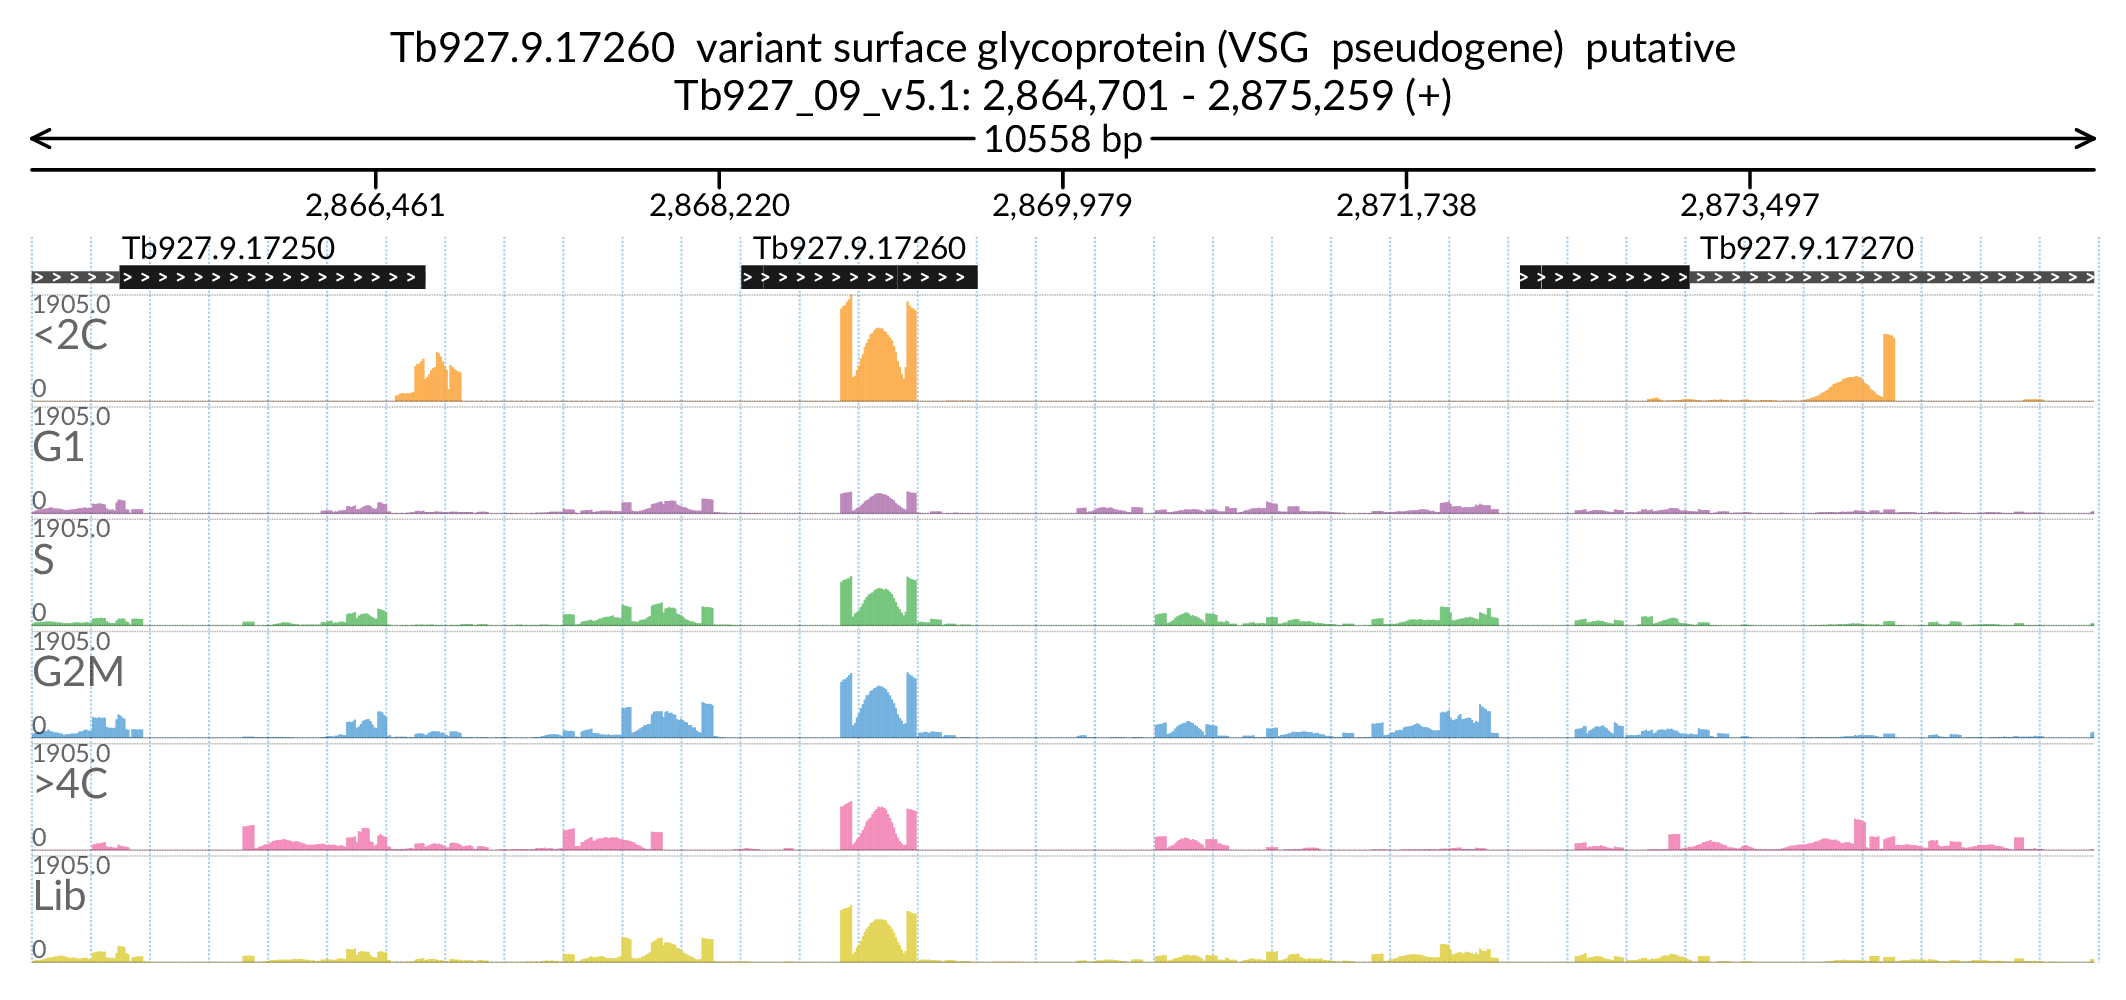 Tb927.9.17260  variant surface glycoprotein (VSG  pseudogene)  putative
Tb927_09_v5.1: 2,864,701 - 2,875,259 (+)
10558 bp
2,866,461 2,868,220 2,869,979 2,871,738 2,873,497
Tb927.9.17250 Tb927.9.17260 Tb927.9.17270
1905.0
<2C
0
1905.0
G1
0
1905.0
S
0
1905.0
G2M
0
1905.0
>4C
0
1905.0
Lib
0